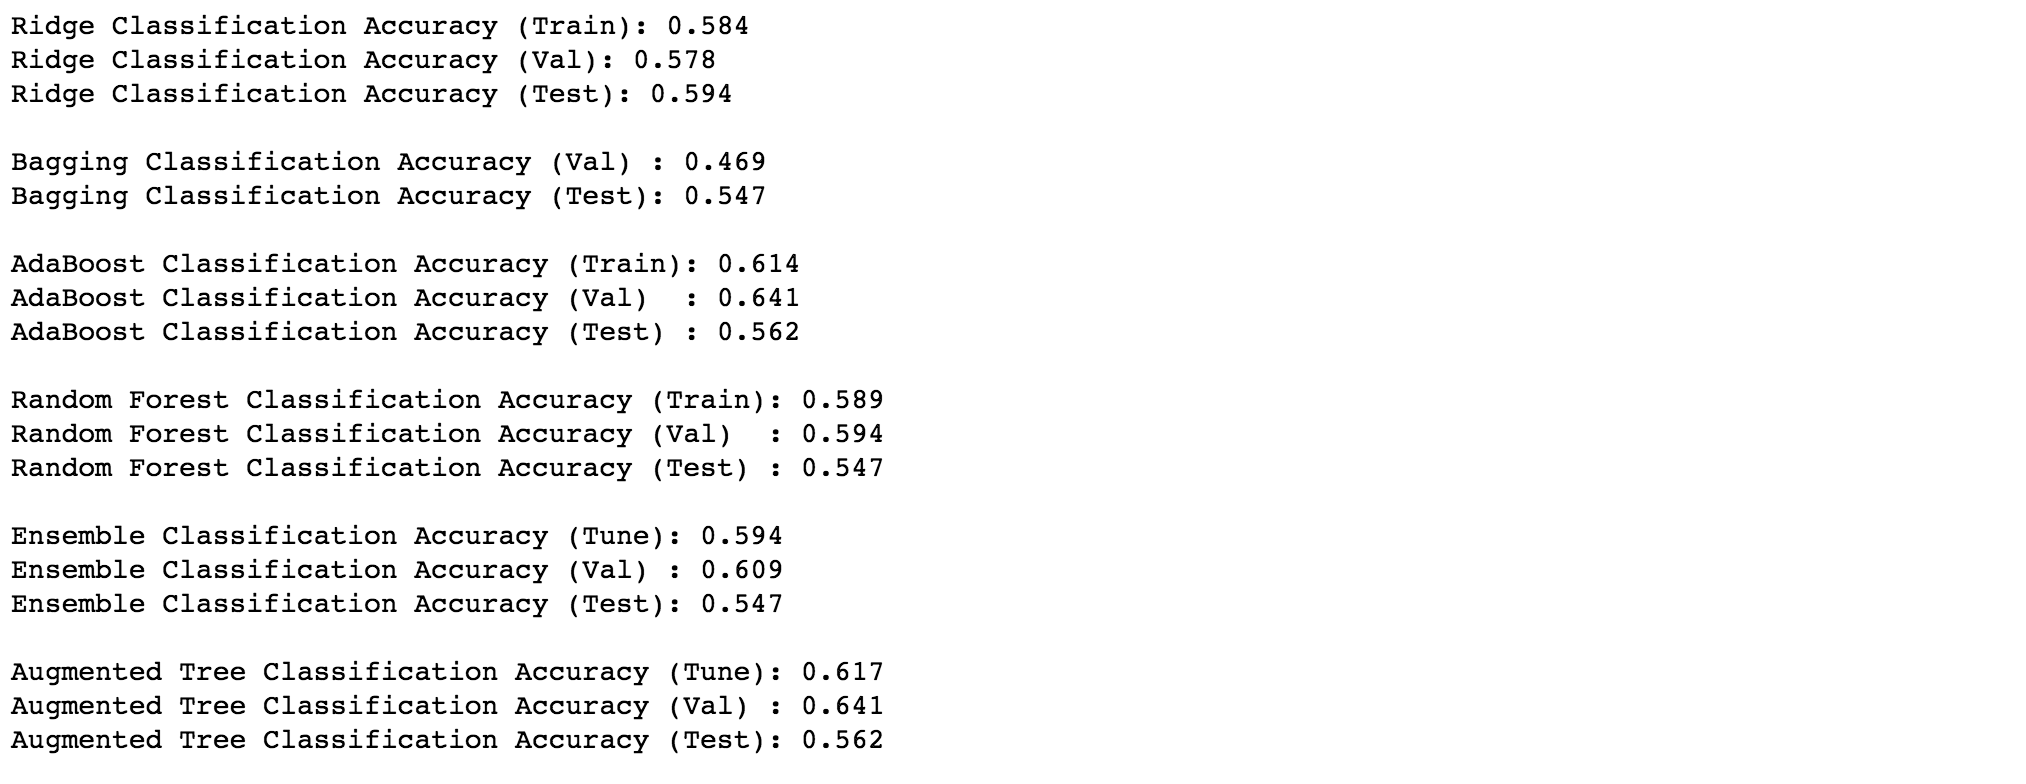 Ridge Classification Accuracy (Train): 0.584
Ridge Classification Accuracy (Val): 0.578
Ridge Classification Accuracy (Test): 0.594
Bagging Classification Accuracy (Val) : 0.469
Bagging Classification Accuracy (Test): 0.547
AdaBoost Classification Accuracy (Train): 0.614
AdaBoost Classification Accuracy (Val)  : 0.641
AdaBoost Classification Accuracy (Test) : 0.562
Random Forest Classification Accuracy (Train): 0.589
Random Forest Classification Accuracy (Val)  : 0.594
Random Forest Classification Accuracy (Test) : 0.547
Ensemble Classification Accuracy (Tune): 0.594
Ensemble Classification Accuracy (Val) : 0.609
Ensemble Classification Accuracy (Test): 0.547
Augmented Tree Classification Accuracy (Tune): 0.617
Augmented Tree Classification Accuracy (Val) : 0.641
Augmented Tree Classification Accuracy (Test): 0.562